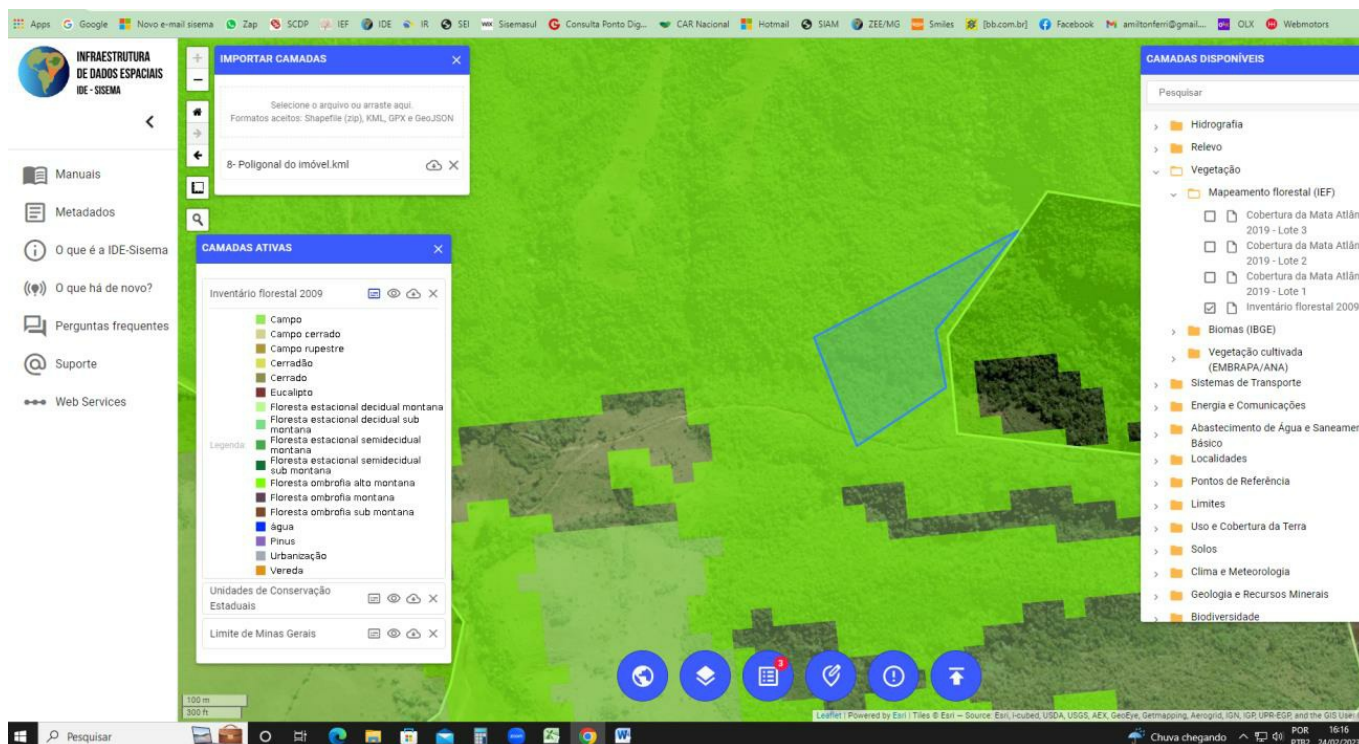 Apps
Google
Novo e-mail sisema
Zap
SCDP
IEF
IDE
IR
SEI
Sisemasul
Consulta Ponto Dig...
CAR Nacional
Hotmail
SIAM
ZEE/MG
Smiles
[bb.com.br]
Facebook
amiltonferri@gmail....
OLX
Webmotors
INFRAESTRUTURA
DE DADOS ESPACIAIS
IDE - SISEMA
Manuais
Metadados
O que é a IDE-Sisema
O que há de novo?
Perguntas frequentes
Suporte
Web Services
IMPORTAR CAMADAS
Selecione o arquivo ou arraste aqui.
Formatos aceitos: Shapefile (zip), KML, GPX e GeoJSON
8- Poligonal do imóvel.kml
CAMADAS ATIVAS
Inventário florestal 2009
Legenda:
Campo
Campo cerrado
Campo rupestre
Cerradão
Cerrado
Eucalipto
Floresta estacional decidual montana
Floresta estacional decidual sub
montana
Floresta estacional semidecidual
montana
Floresta estacional semidecidual
sub montana
Floresta ombrofia alto montana
Floresta ombrofia montana
Floresta ombrofia sub montana
água
Pinus
Urbanização
Vereda
Unidades de Conservação
Estaduais
Limite de Minas Gerais
100 m
300 ft
3
CAMADAS DISPONÍVEIS
Pesquisar
Hidrografia
Relevo
Vegetação
Mapeamento florestal (IEF)
Cobertura da Mata Atlân
2019 - Lote 3
Cobertura da Mata Atlân
2019 - Lote 2
Cobertura da Mata Atlân
2019 - Lote 1
Inventário florestal 2009
Biomas (IBGE)
Vegetação cultivada
(EMBRAPA/ANA)
Sistemas de Transporte
Energia e Comunicações
Abastecimento de Água e Saneamen
Básico
Localidades
Pontos de Referência
Limites
Uso e Cobertura da Terra
Solos
Clima e Meteorologia
Geologia e Recursos Minerais
Biodiversidade
Leaflet | Powered by Esri | Tiles © Esri — Source: Esri, i-cubed, USDA, USGS, AEX, GeoEye, Getmapping, Aerogrid, IGN, IGP, UPR-EGP, and the GIS User
Pesquisar
Chuva chegando
POR
PTB2
16:16